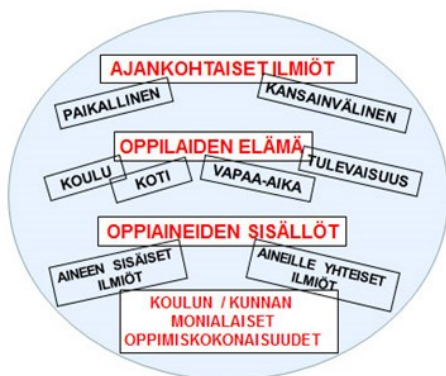 AJANKOHTAISET ILMIÖT
PAIKALLINEN
KANSAINVÄLINEN
OPPILAIDEN ELÄMÄ
KOULU
KOTI
VAPAA-AIKA
TULEVAISUUS
OPPIAINEIDEN SISÄLLÖT
AINEEN SISÄISET
ILMIÖT
AINEILLE YHTEISET
ILMIÖT
KOULUN / KUNNAN
MONIALAISET
OPPIMISKOKONAISUUDET